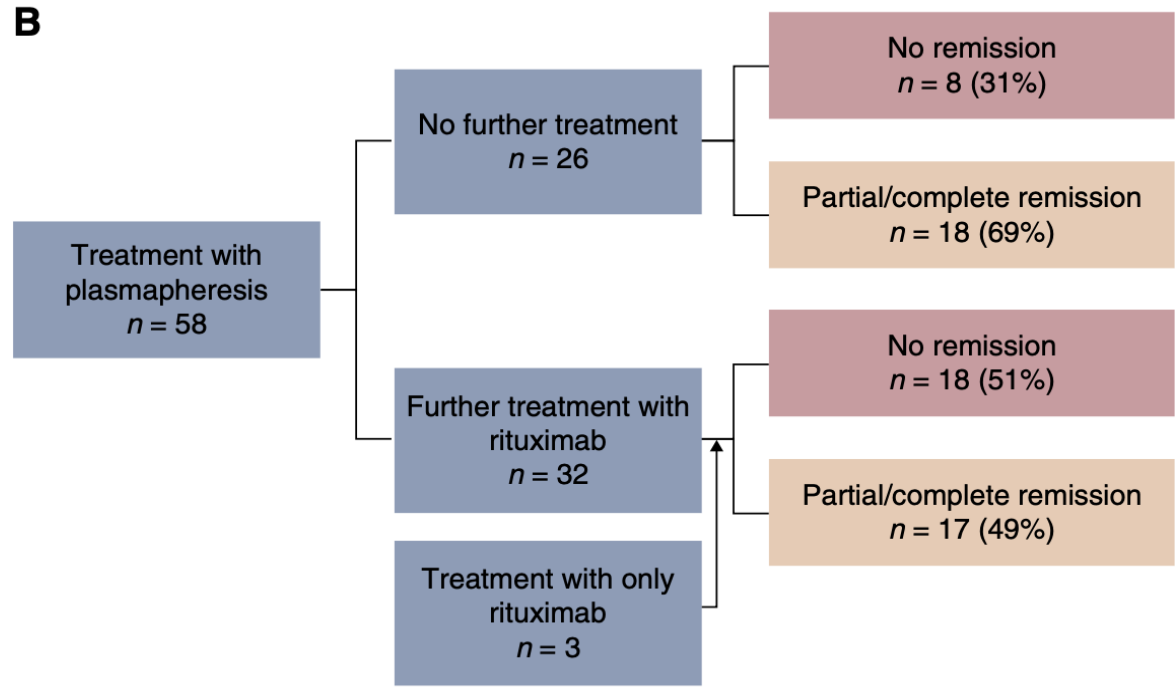 B
Treatment with
plasmapheresis
n = 58
No further treatment
n = 26
Further treatment with
rituximab
n = 32
Treatment with only
rituximab
n = 3
No remission
n = 8 (31%)
Partial/complete remission
n = 18 (69%)
No remission
n = 18 (51%)
Partial/complete remission
n = 17 (49%)